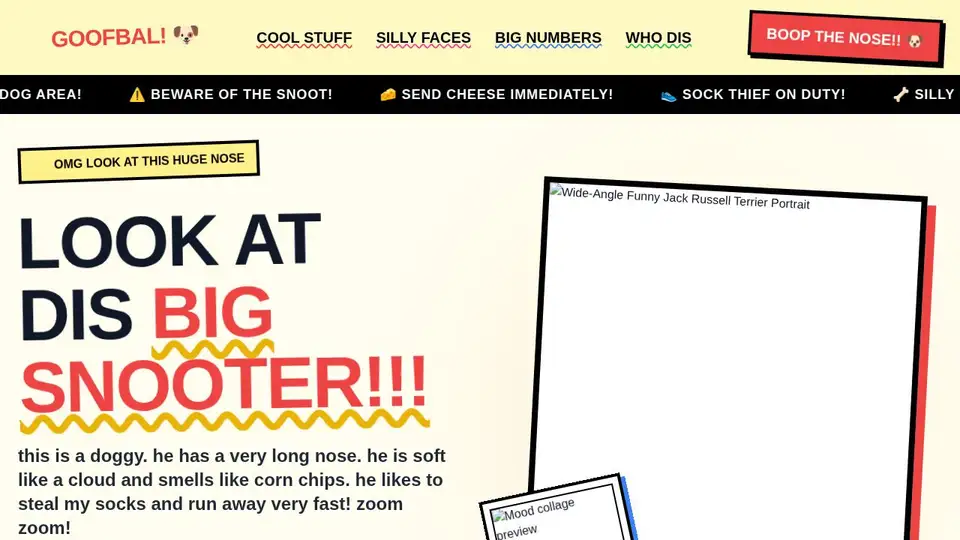 GOOFBAL! 🐶
COOL STUFF
SILLY FACES
BIG NUMBERS
WHO DIS
BOOP THE NOSE!! 🐶
DOG AREA!
⚠️ BEWARE OF THE SNOOT!
🧀 SEND CHEESE IMMEDIATELY!
👟 SOCK THIEF ON DUTY!
🦴 SILLY
OMG LOOK AT THIS HUGE NOSE
LOOK AT
DIS BIG
SNOOTER!!!
this is a doggy. he has a very long nose. he is soft
like a cloud and smells like corn chips. he likes to
steal my socks and run away very fast! zoom
zoom!
Wide-Angle Funny Jack Russell Terrier Portrait
Mood collage
preview